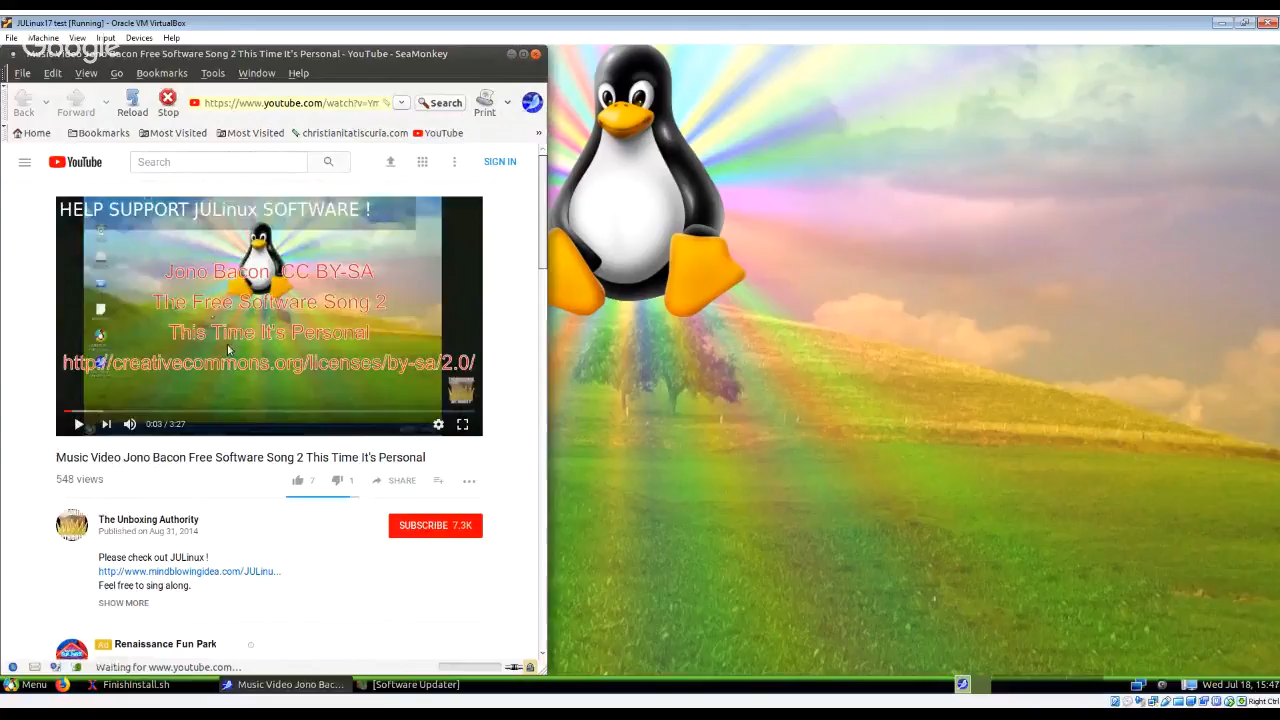 JULinux17 test [Running] - Oracle VM VirtualBox
File Machine View Input Devices Help
Google
Music Video Jono Bacon Free Software Song 2 This Time It's Personal - YouTube - SeaMonkey
File Edit View Go Bookmarks Tools Window Help
https://www.youtube.com/watch?v=Ym
Search
Back Forward Reload Stop Print
Home Bookmarks Most Visited Most Visited christianitatiscuria.com YouTube »
YouTube Search SIGN IN
HELP SUPPORT JULinux SOFTWARE !
Jono Bacon CC BY-SA
The Free Software Song 2
This Time It's Personal
http://creativecommons.org/licenses/by-sa/2.0/
0:03 / 3:27
Music Video Jono Bacon Free Software Song 2 This Time It's Personal
548 views 7 1 SHARE
The Unboxing Authority
Published on Aug 31, 2014
SUBSCRIBE 7.3K
Please check out JULinux !
http://www.mindblowingidea.com/JULinu...
Feel free to sing along.
SHOW MORE
Ad Renaissance Fun Park
Waiting for www.youtube.com...
Menu FinishInstall.sh Music Video Jono Bac... [Software Updater] Wed Jul 18, 15:47
Right Ctrl